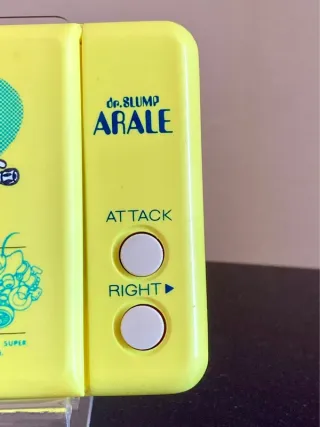 dr.SLUMP
ARALE
ATTACK
RIGHT ▶
SUPER